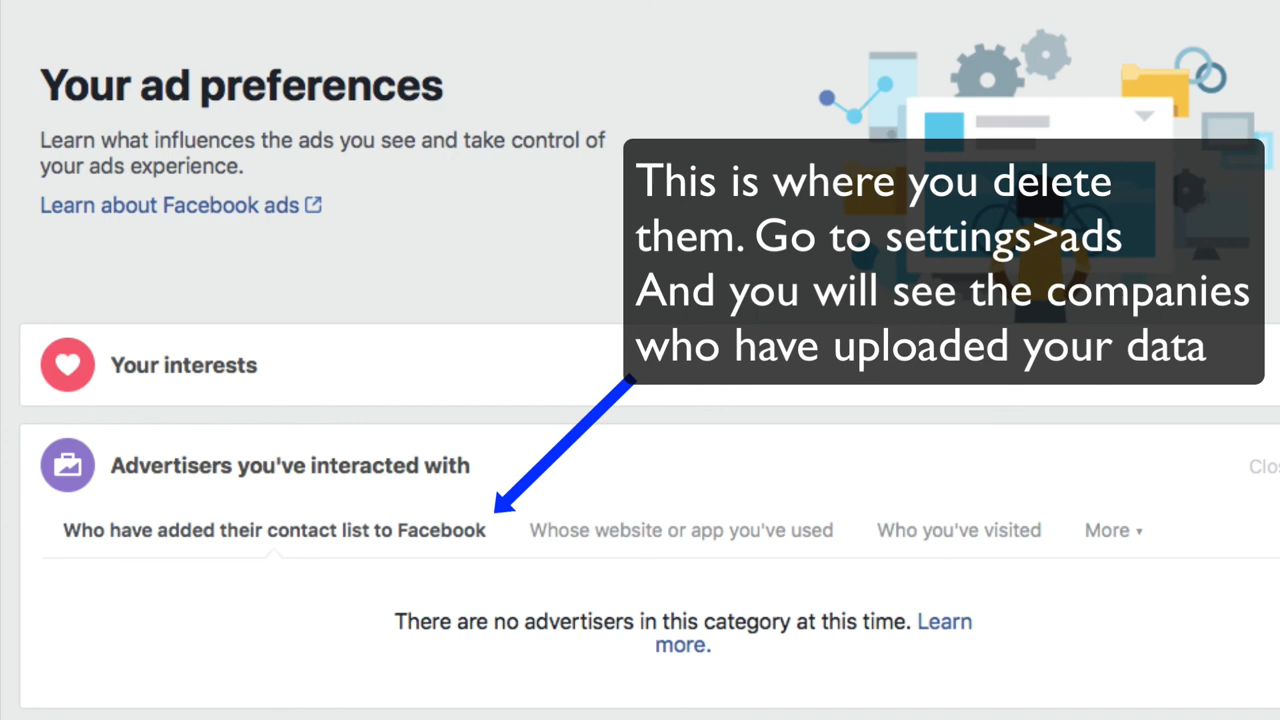 Your ad preferences
Learn what influences the ads you see and take control of
your ads experience.
Learn about Facebook ads
This is where you delete
them. Go to settings>ads
And you will see the companies
who have uploaded your data
Your interests
Advertisers you've interacted with
Clos
Who have added their contact list to Facebook Whose website or app you've used Who you've visited More
There are no advertisers in this category at this time. Learn
more.